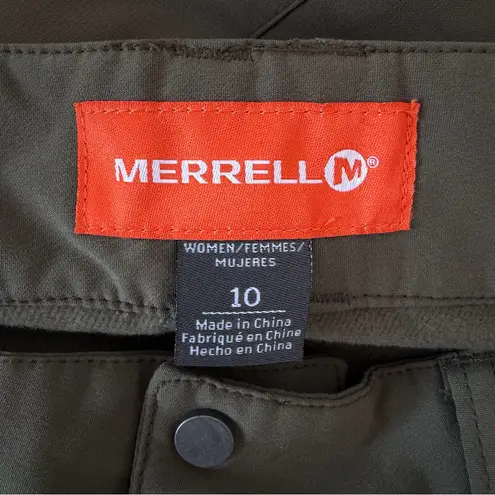 MERRELL M®
WOMEN/FEMMES/
MUJERES
10
Made in China
Fabriqué en Chine
Hecho en China